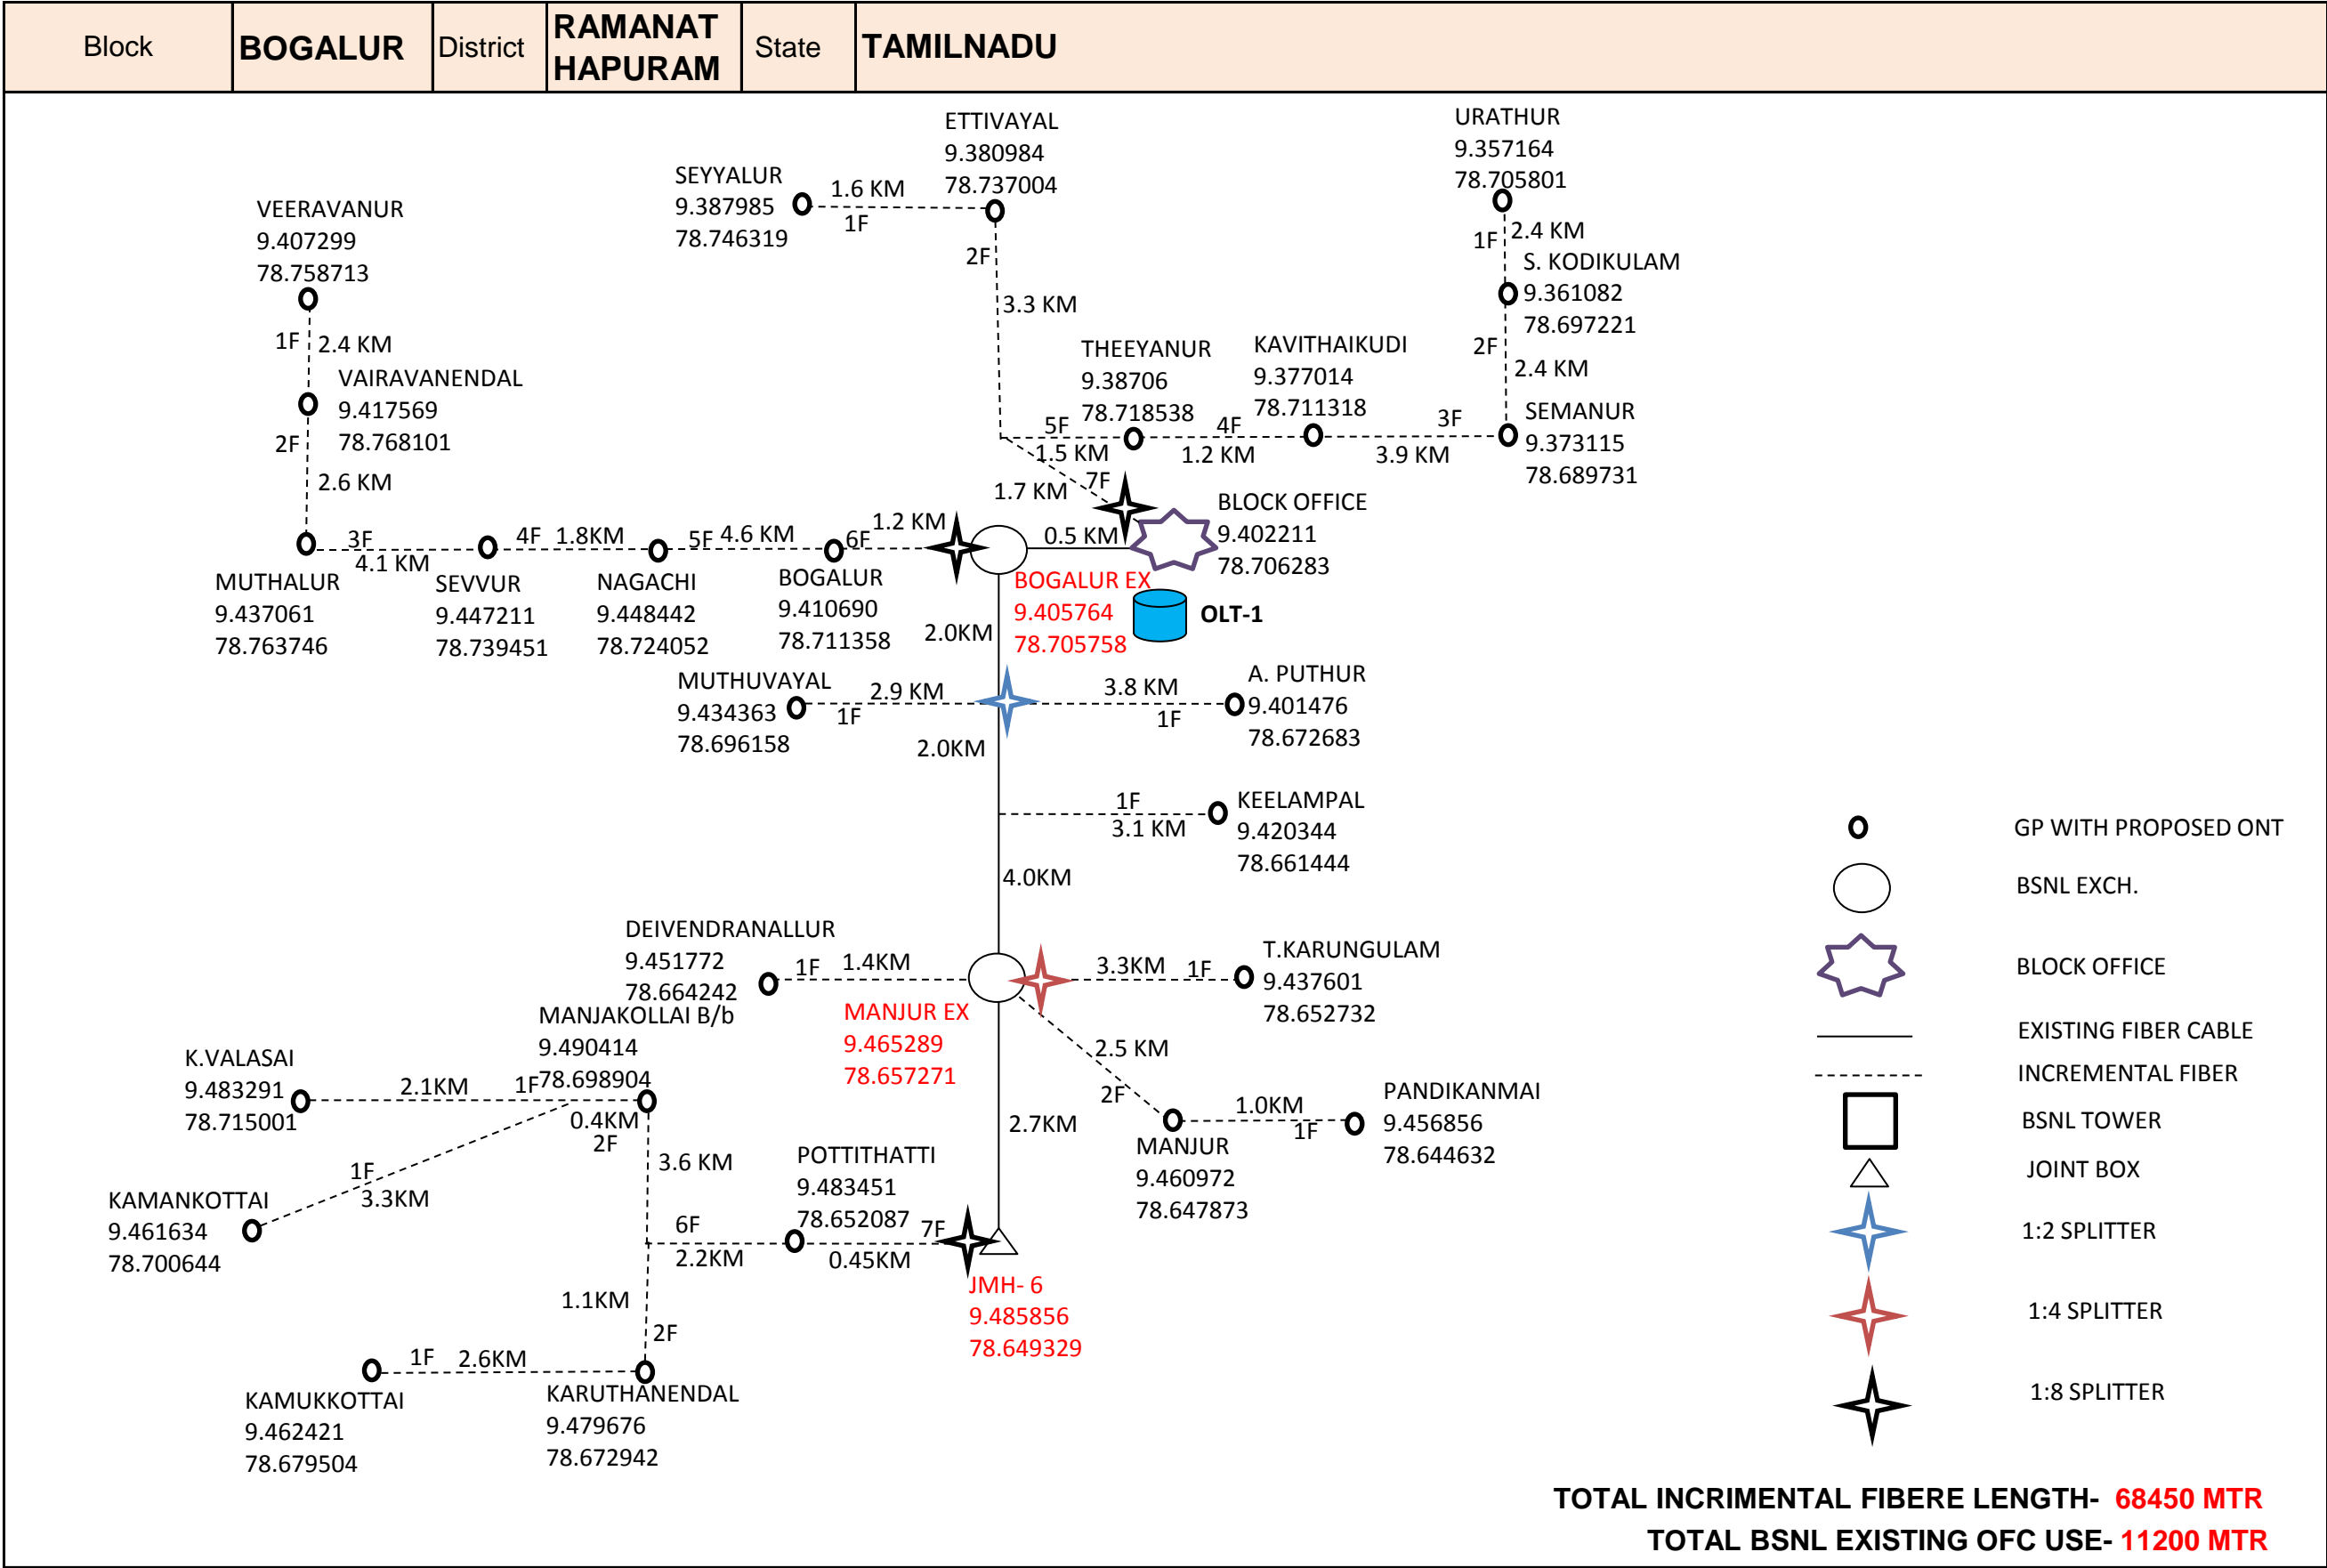 Block BOGALUR District RAMANAT
HAPURAM State TAMILNADU
ETTIVAYAL
9.380984
78.737004
URATHUR
9.357164
78.705801
SEYYALUR
9.387985
78.746319
1.6 KM
1F
VEERAVANUR
9.407299
78.758713
2F
3.3 KM
1F
2.4 KM
S. KODIKULAM
9.361082
78.697221
2F
2.4 KM
1F
2.4 KM
VAIRAVANENDAL
9.417569
78.768101
2F
2.6 KM
THEEYANUR
9.38706
78.718538
KAVITHAIKUDI
9.377014
78.711318
SEMANUR
9.373115
78.689731
5F
1.5 KM
4F
1.2 KM
3F
3.9 KM
1.7 KM
7F
BLOCK OFFICE
9.402211
78.706283
3F
4.1 KM
4F
1.8KM
5F
4.6 KM
6F
1.2 KM
0.5 KM
MUTHALUR
9.437061
78.763746
SEVVUR
9.447211
78.739451
NAGACHI
9.448442
78.724052
BOGALUR
9.410690
78.711358
BOGALUR EX
9.405764
78.705758
OLT-1
2.0KM
MUTHUVAYAL
9.434363
78.696158
2.9 KM
1F
3.8 KM
1F
A. PUTHUR
9.401476
78.672683
2.0KM
1F
3.1 KM
KEELAMPAL
9.420344
78.661444
4.0KM
DEIVENDRANALLUR
9.451772
78.664242
1F
1.4KM
3.3KM
1F
T.KARUNGULAM
9.437601
78.652732
MANJUR EX
9.465289
78.657271
MANJAKOLLAI B/b
9.490414
78.698904
K.VALASAI
9.483291
78.715001
2.1KM
1F
0.4KM
2F
2.5 KM
2F
1.0KM
1F
PANDIKANMAI
9.456856
78.644632
MANJUR
9.460972
78.647873
2.7KM
3.6 KM
1F
3.3KM
KAMANKOTTAI
9.461634
78.700644
POTTITHATTI
9.483451
78.652087
6F
2.2KM
7F
0.45KM
JMH- 6
9.485856
78.649329
1.1KM
2F
1F
2.6KM
KAMUKKOTTAI
9.462421
78.679504
KARUTHANENDAL
9.479676
78.672942
GP WITH PROPOSED ONT
BSNL EXCH.
BLOCK OFFICE
EXISTING FIBER CABLE
INCREMENTAL FIBER
BSNL TOWER
JOINT BOX
1:2 SPLITTER
1:4 SPLITTER
1:8 SPLITTER
TOTAL INCRIMENTAL FIBERE LENGTH- 68450 MTR
TOTAL BSNL EXISTING OFC USE- 11200 MTR